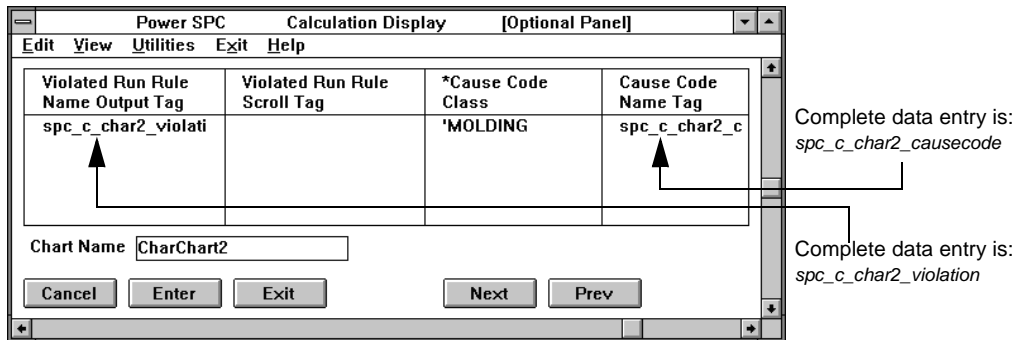 Power SPC Calculation Display [Optional Panel]
Edit View Utilities Exit Help
Violated Run Rule Name Output Tag
Violated Run Rule Scroll Tag
*Cause Code Class
Cause Code Name Tag
spc_c_char2_violati
'MOLDING
spc_c_char2_c
Chart Name CharChart2
Cancel Enter Exit Next Prev
Complete data entry is:
spc_c_char2_causecode
Complete data entry is:
spc_c_char2_violation